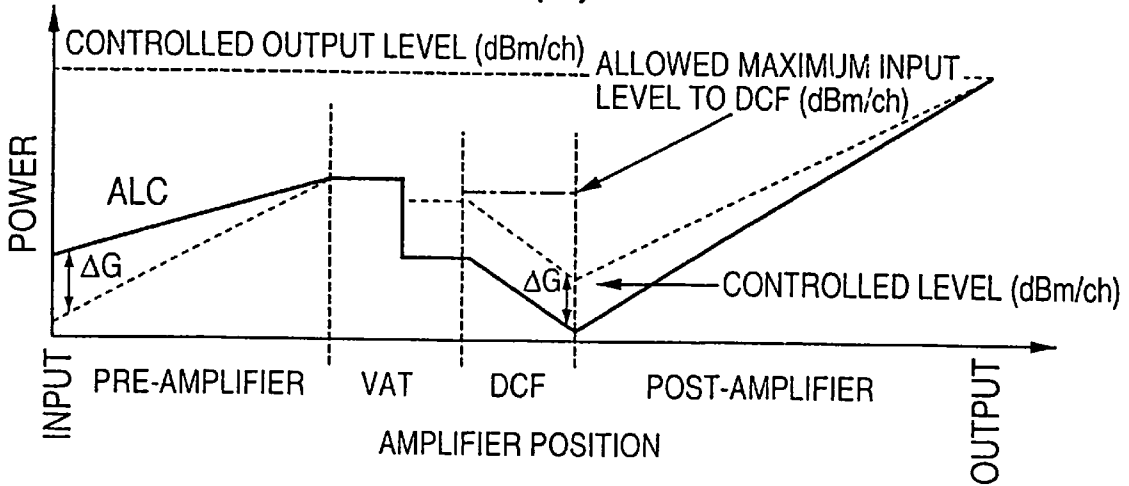 CONTROLLED OUTPUT LEVEL (dBm/ch)
ALLOWED MAXIMUM INPUT
LEVEL TO DCF (dBm/ch)
POWER
ALC
ΔG
ΔG
CONTROLLED LEVEL (dBm/ch)
INPUT
PRE-AMPLIFIER
VAT
DCF
POST-AMPLIFIER
OUTPUT
AMPLIFIER POSITION